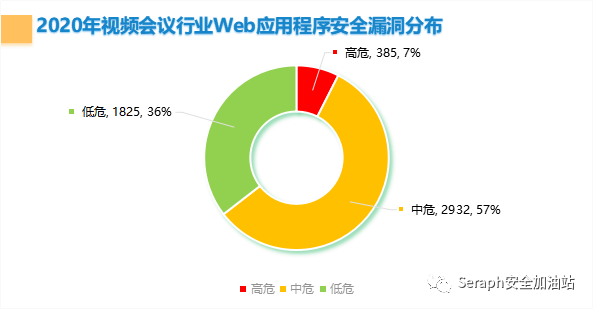 2020年视频会议行业Web应用程序安全漏洞分布
高危, 385, 7%
低危, 1825, 36%
中危, 2932, 57%
高危 中危 低危
Seraph安全加油站